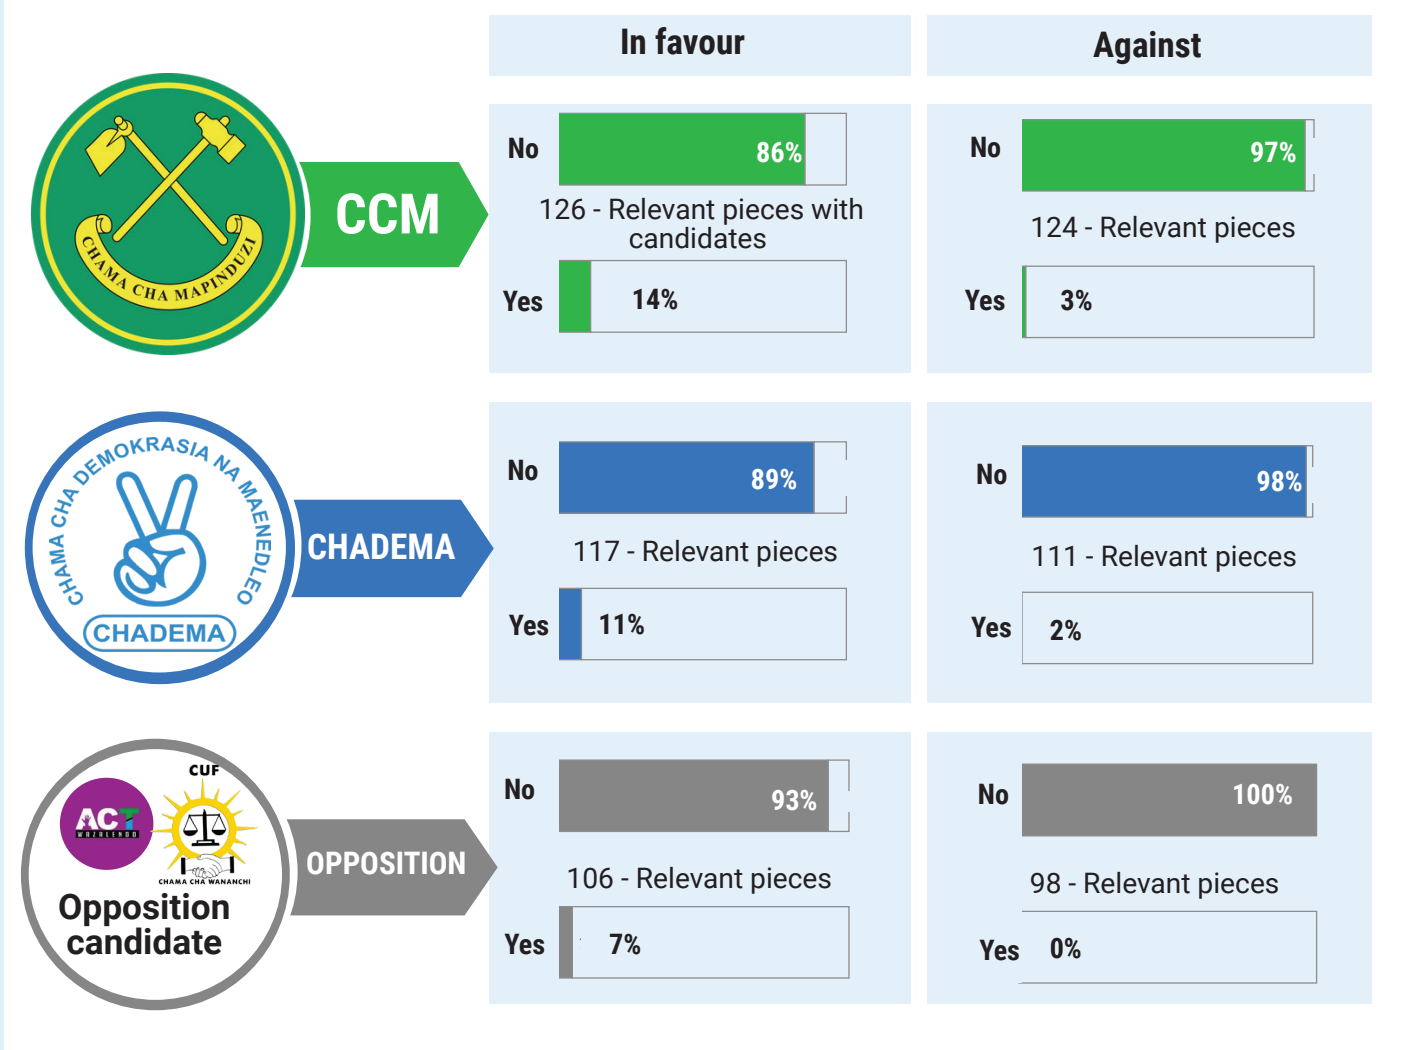 In favour
Against
CHAMA CHA MAPINDUZI
CCM
No
86%
126 - Relevant pieces with
candidates
Yes
14%
No
97%
124 - Relevant pieces
Yes
3%
CHAMA CHA DEMOKRASIA NA MAENEDLEO
CHADEMA
CHADEMA
No
89%
117 - Relevant pieces
Yes
11%
No
98%
111 - Relevant pieces
Yes
2%
ACT
WAZALENDO
CUF
CHAMA CHA WANANCHI
Opposition
candidate
OPPOSITION
No
93%
106 - Relevant pieces
Yes
7%
No
100%
98 - Relevant pieces
Yes
0%